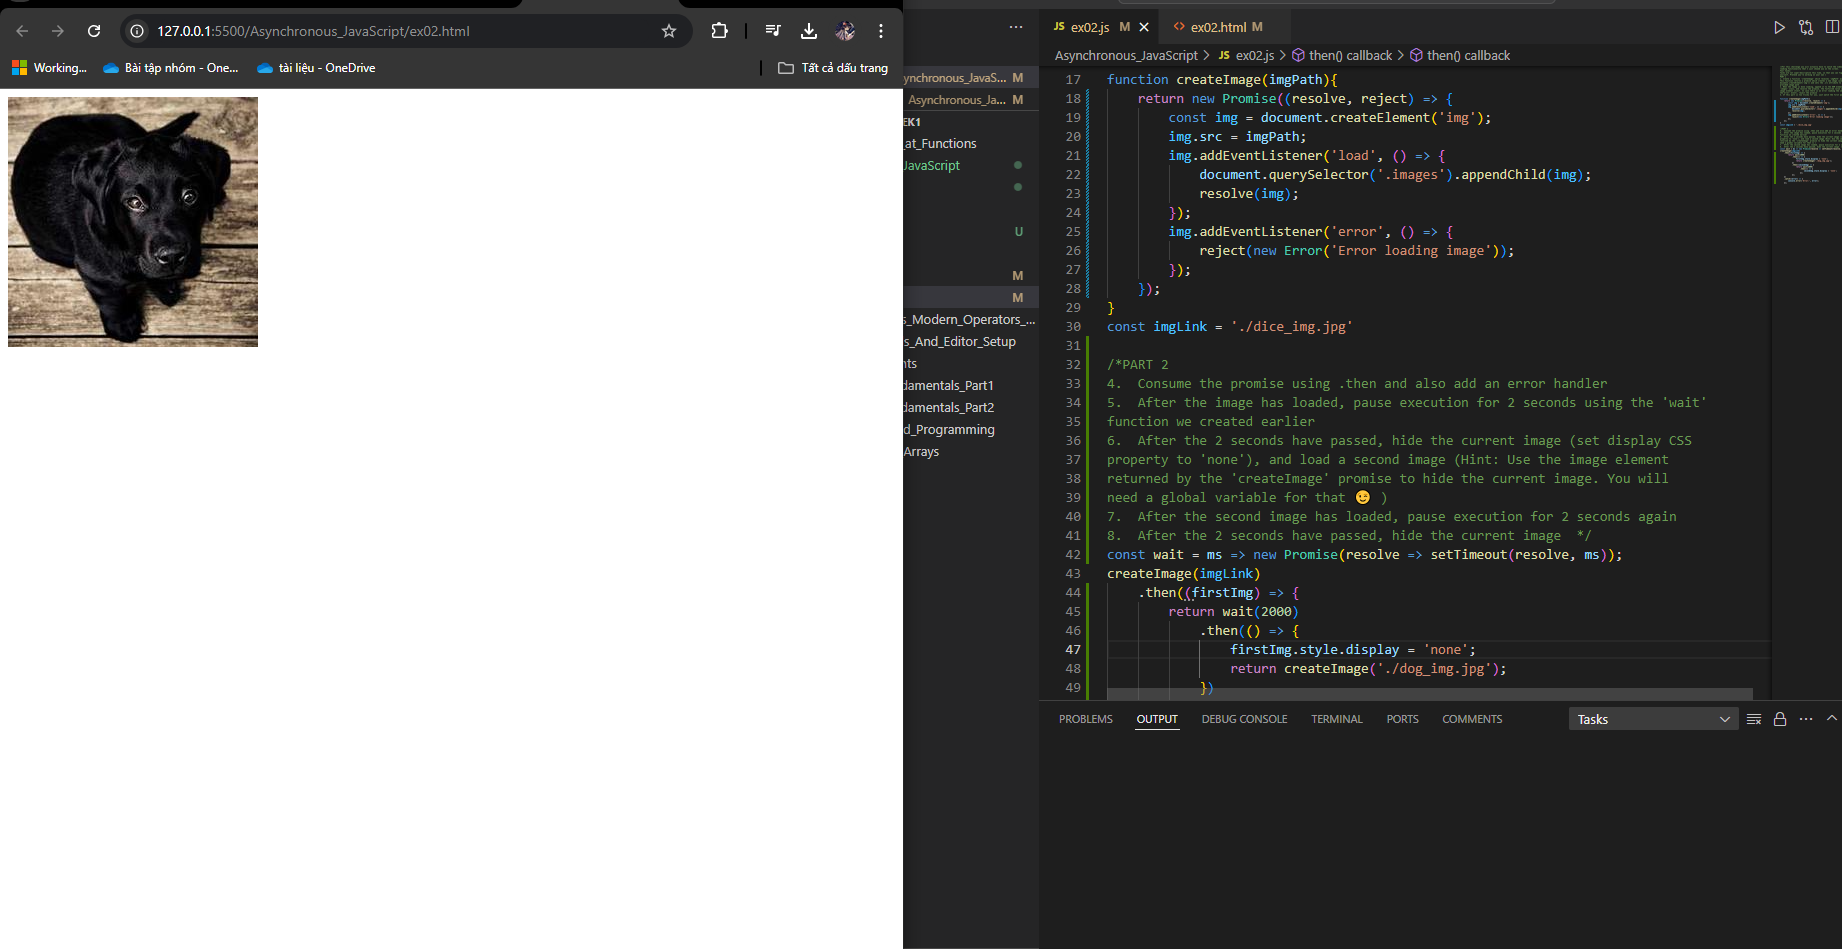 127.0.0.1:5500/Asynchronous_JavaScript/ex02.html
Working...
Bài tập nhóm - One...
tài liệu - OneDrive
Tất cả dấu trang
ynchronous_JavaS... M
Asynchronous_Ja... M
EK1
_at_Functions
JavaScript
U
M
M
s_Modern_Operators_...
s_And_Editor_Setup
nts
damentals_Part1
damentals_Part2
d_Programming
Arrays
JS ex02.js M
<> ex02.html M
Asynchronous_JavaScript > JS ex02.js > then() callback > then() callback
17 function createImage(imgPath){
18 return new Promise((resolve, reject) => {
19 const img = document.createElement('img');
20 img.src = imgPath;
21 img.addEventListener('load', () => {
22 document.querySelector('.images').appendChild(img);
23 resolve(img);
24 });
25 img.addEventListener('error', () => {
26 reject(new Error('Error loading image'));
27 });
28 });
29 }
30 const imgLink = './dice_img.jpg'
31
32 /*PART 2
33 4. Consume the promise using .then and also add an error handler
34 5. After the image has loaded, pause execution for 2 seconds using the 'wait'
35 function we created earlier
36 6. After the 2 seconds have passed, hide the current image (set display CSS
37 property to 'none'), and load a second image (Hint: Use the image element
38 returned by the 'createImage' promise to hide the current image. You will
39 need a global variable for that 😉 )
40 7. After the second image has loaded, pause execution for 2 seconds again
41 8. After the 2 seconds have passed, hide the current image */
42 const wait = ms => new Promise(resolve => setTimeout(resolve, ms));
43 createImage(imgLink)
44 .then((firstImg) => {
45 return wait(2000)
46 .then(() => {
47 firstImg.style.display = 'none';
48 return createImage('./dog_img.jpg');
49 })
PROBLEMS
OUTPUT
DEBUG CONSOLE
TERMINAL
PORTS
COMMENTS
Tasks